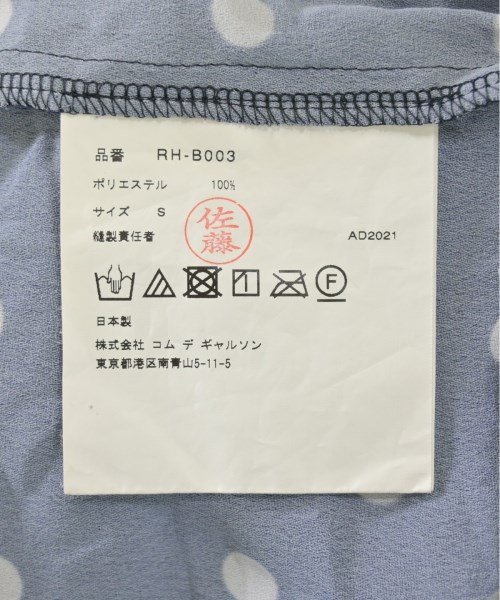 品番 RH-B003
ポリエステル 100%
サイズ S
縫製責任者 佐藤 AD2021
F
日本製
株式会社 コム デ ギャルソン
東京都港区南青山5-11-5